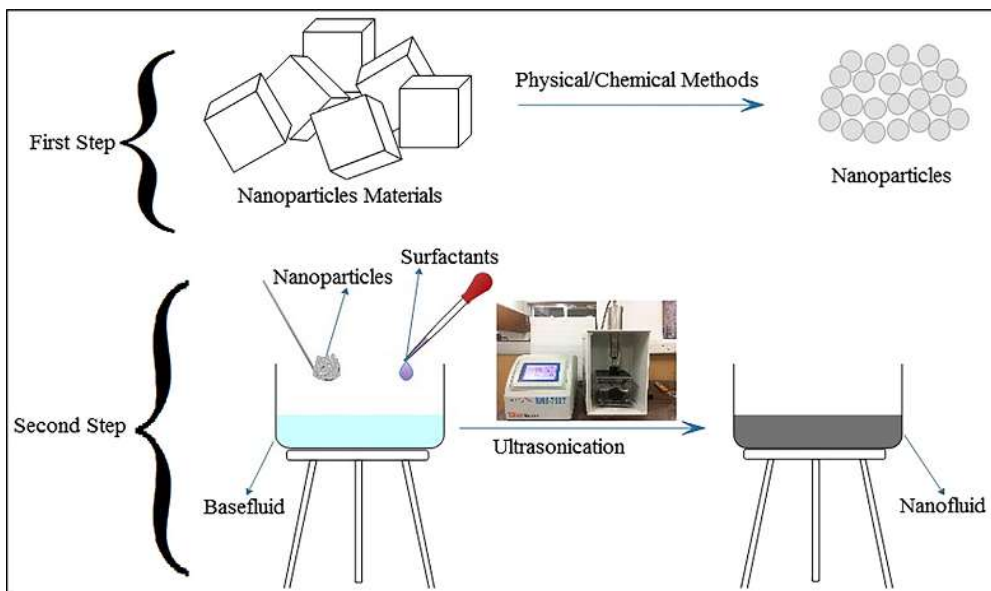 First Step
Nanoparticles Materials
Physical/Chemical Methods
Nanoparticles
Second Step
Nanoparticles
Surfactants
Basefluid
Ultrasonication
Nanofluid